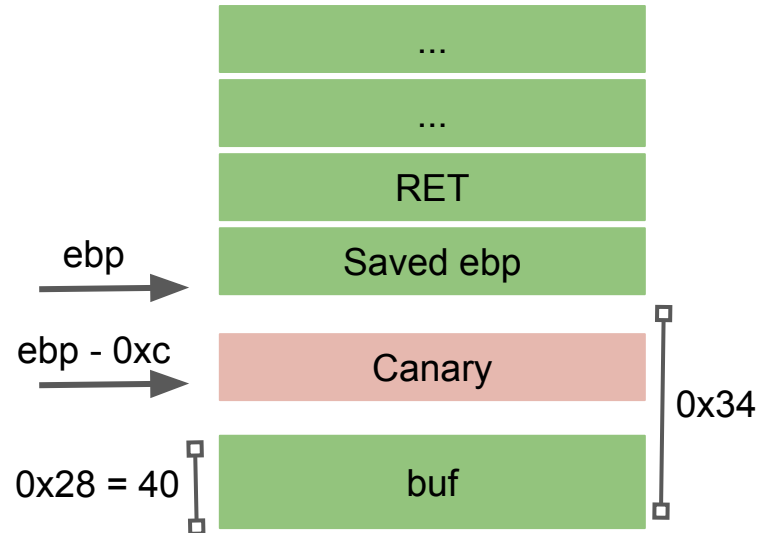 ...
...
RET
ebp
Saved ebp
ebp - 0xc
Canary
0x34
0x28 = 40
buf